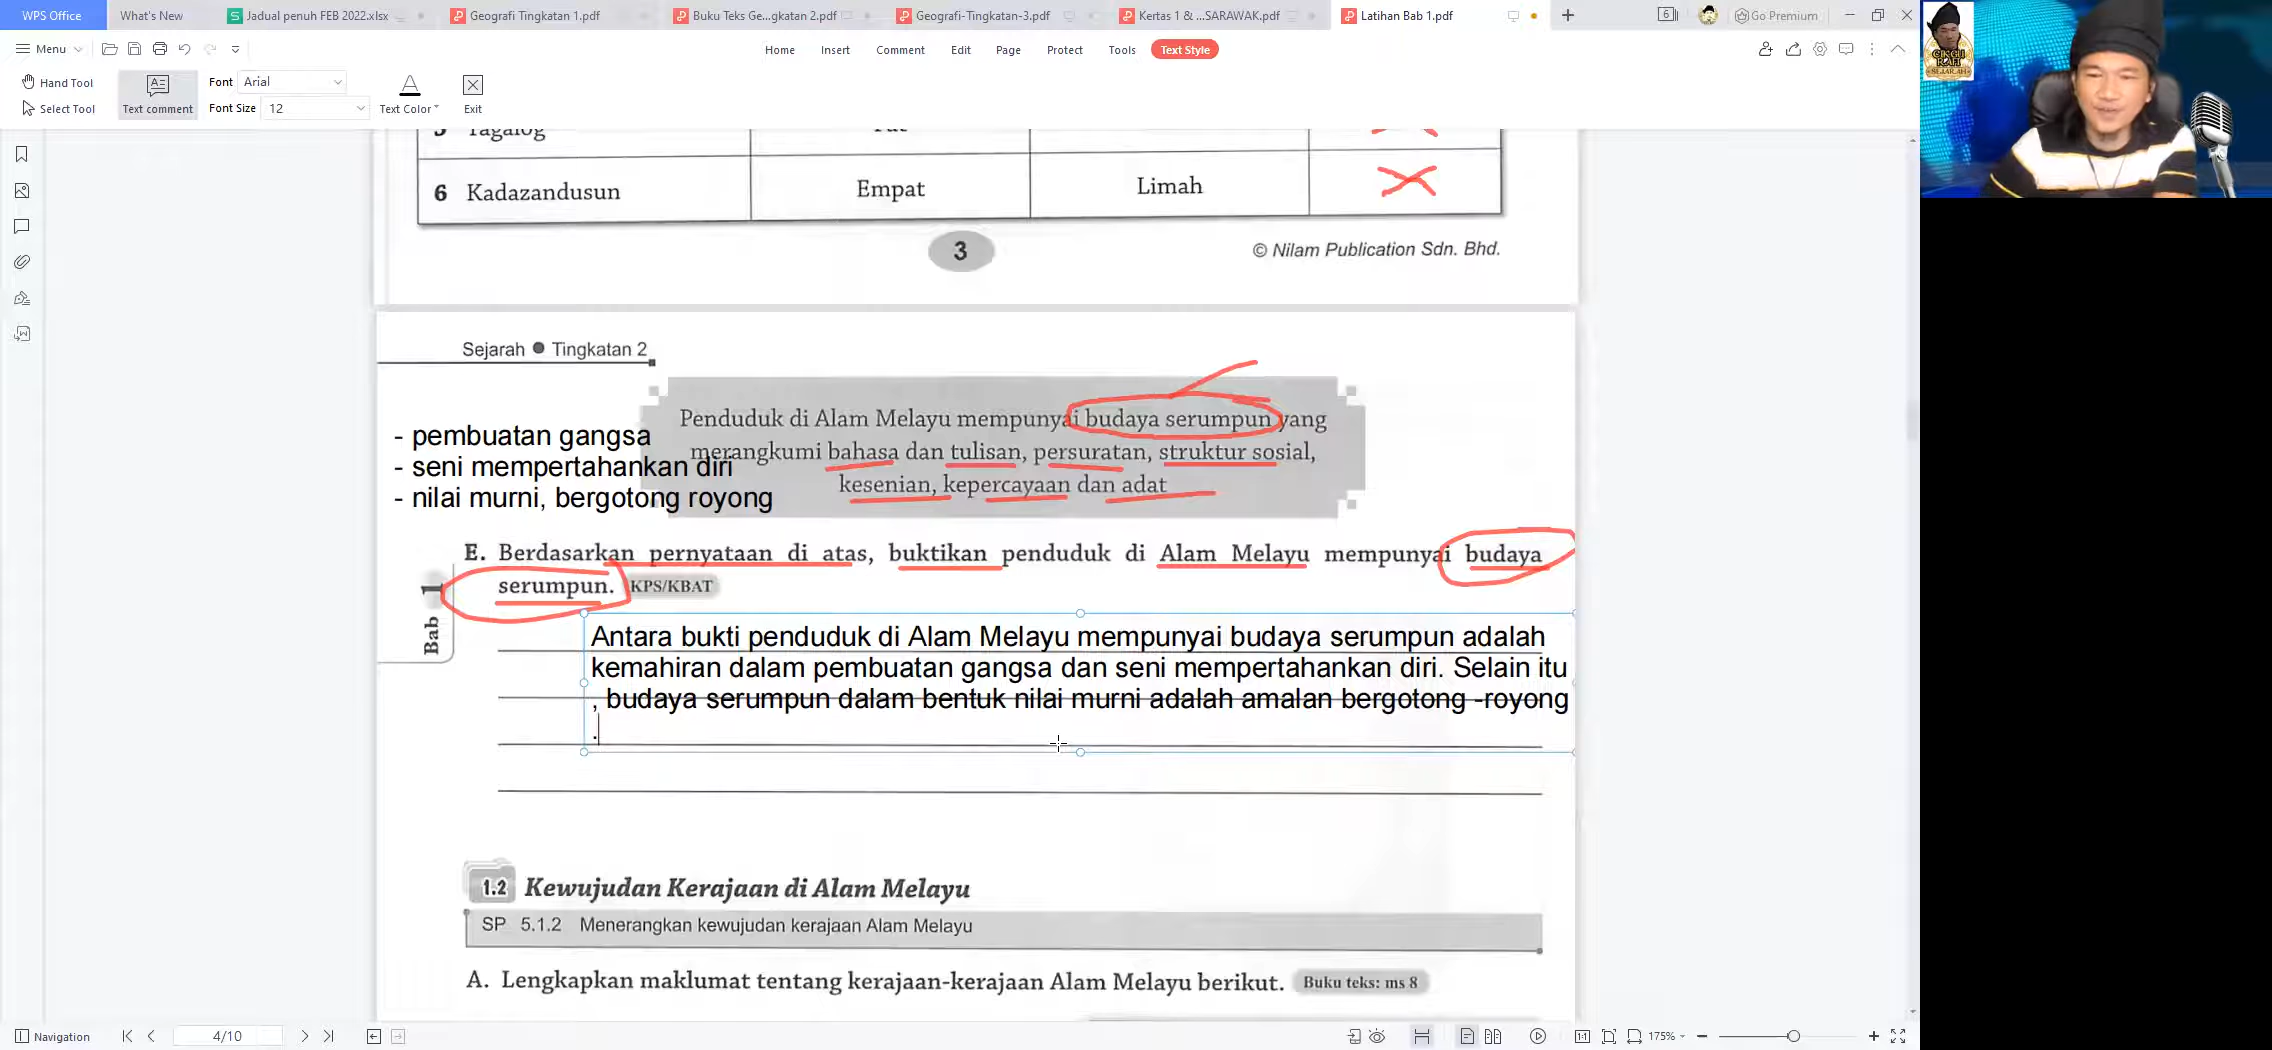 WPS Office
What's New
Jadual penuh FEB 2022.xlsx
Geografi Tingkatan 1.pdf
Buku Teks Ge...gkatan 2.pdf
Geografi-Tingkatan-3.pdf
Kertas 1 & ...SARAWAK.pdf
Latihan Bab 1.pdf
6
Go Premium
Menu
Home
Insert
Comment
Edit
Page
Protect
Tools
Text Style
Hand Tool
Select Tool
Text comment
Font
Arial
Font Size
12
Text Color
Exit
CIKGU
RAFI
SEJARAH
5 Tagalog
6 Kadazandusun
Empat
Limah
3
© Nilam Publication Sdn. Bhd.
Sejarah ● Tingkatan 2
Penduduk di Alam Melayu mempunyai budaya serumpun yang
merangkumi bahasa dan tulisan, persuratan, struktur sosial,
kesenian, kepercayaan dan adat
- pembuatan gangsa
- seni mempertahankan diri
- nilai murni, bergotong royong
E. Berdasarkan pernyataan di atas, buktikan penduduk di Alam Melayu mempunyai budaya
serumpun. KPS/KBAT
Bab 1
Antara bukti penduduk di Alam Melayu mempunyai budaya serumpun adalah
kemahiran dalam pembuatan gangsa dan seni mempertahankan diri. Selain itu
, budaya serumpun dalam bentuk nilai murni adalah amalan bergotong -royong
.
1.2 Kewujudan Kerajaan di Alam Melayu
SP 5.1.2 Menerangkan kewujudan kerajaan Alam Melayu
A. Lengkapkan maklumat tentang kerajaan-kerajaan Alam Melayu berikut. Buku teks: ms 8
Navigation
4/10
175%